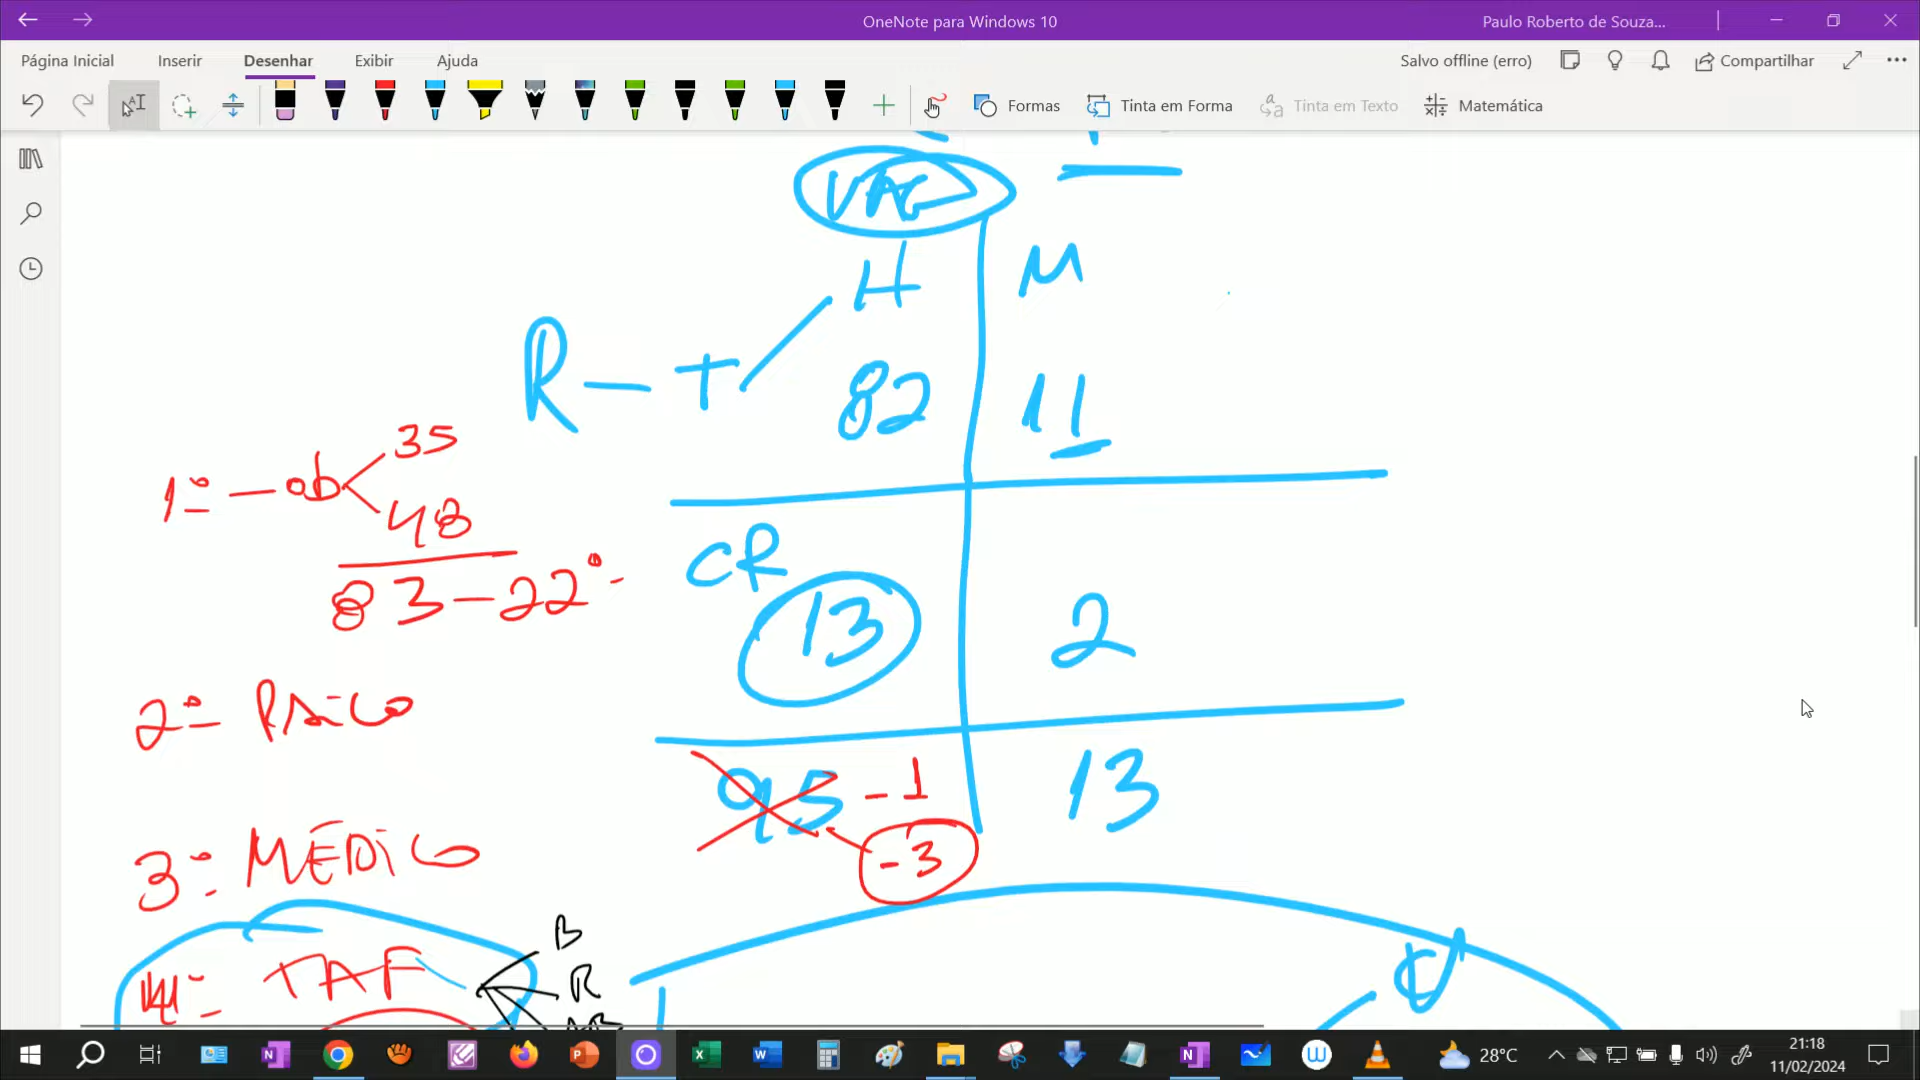 OneNote para Windows 10
Paulo Roberto de Souza...
Página Inicial
Inserir
Desenhar
Exibir
Ajuda
Salvo offline (erro)
Compartilhar
Formas
Tinta em Forma
Tinta em Texto
Matemática
VAG
H M
R — T
82 11
1º — ob 35
48
83 — 22º
CR
13 2
2º PSICO
95 -1 13
-3
3º MÉDICO
4º TAF
B
R
28°C
21:18
11/02/2024